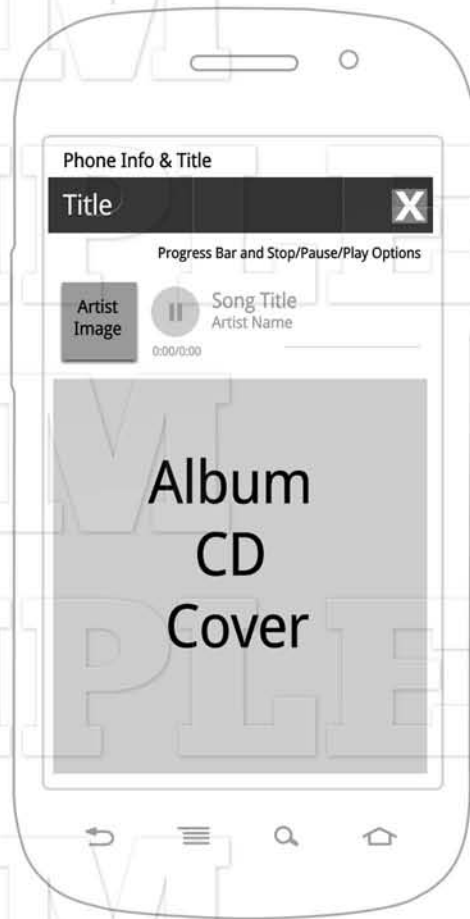 Phone Info & Title
Title X
Progress Bar and Stop/Pause/Play Options
Artist
Image
Song Title
Artist Name
0:00/0:00
Album
CD
Cover